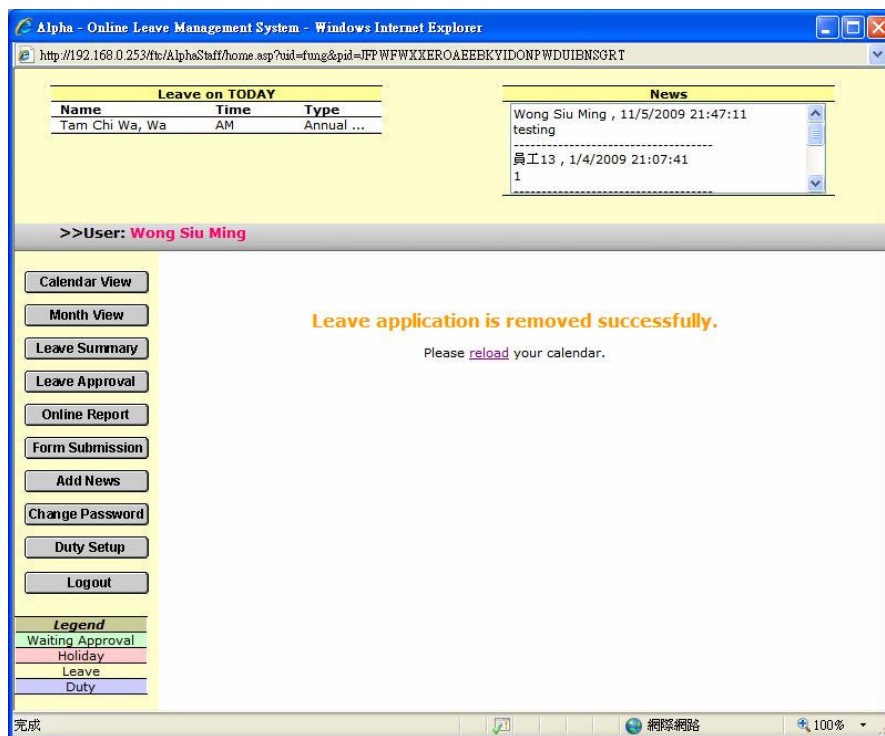 Alpha - Online Leave Management System - Windows Internet Explorer
http://192.168.0.253/ftc/AlphaStaff/home.asp?uid=fung&pid=JFPWFWXXEROAEEBKYIDONPWDUIBNSGRT
Leave on TODAY
Name Time Type
Tam Chi Wa, Wa AM Annual ...
News
Wong Siu Ming , 11/5/2009 21:47:11
testing
------------------------------------
員工13 , 1/4/2009 21:07:41
1
------------------------------------
>>User: Wong Siu Ming
Calendar View
Month View
Leave Summary
Leave Approval
Online Report
Form Submission
Add News
Change Password
Duty Setup
Logout
Legend
Waiting Approval
Holiday
Leave
Duty
Leave application is removed successfully.
Please reload your calendar.
完成 網際網路 100%